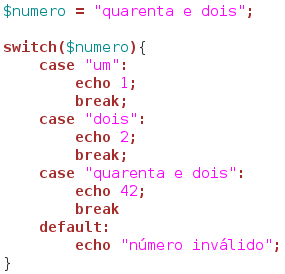 $numero = "quarenta e dois";

switch($numero){
    case "um":
        echo 1;
        break;
    case "dois":
        echo 2;
        break;
    case "quarenta e dois":
        echo 42;
        break
    default:
        echo "número inválido";
}